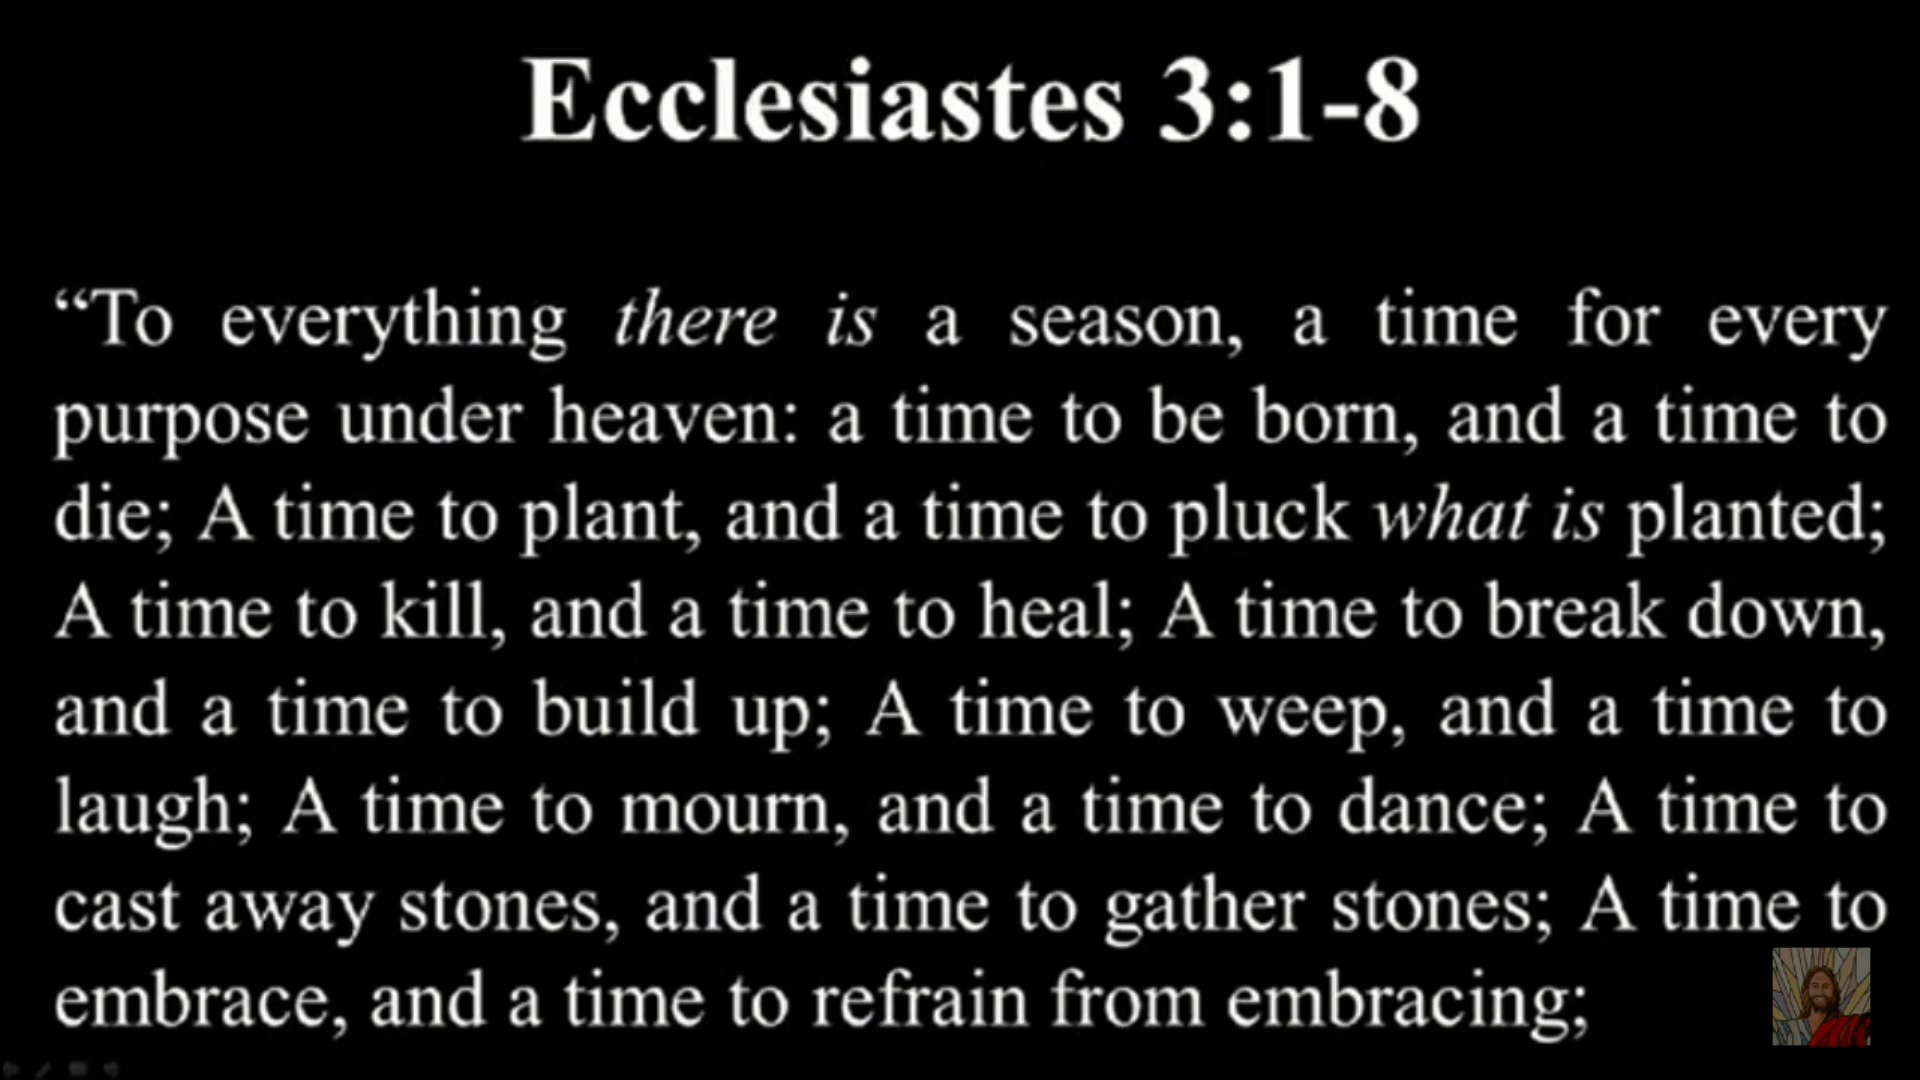 Ecclesiastes 3:1-8
“To everything there is a season, a time for every
purpose under heaven: a time to be born, and a time to
die; A time to plant, and a time to pluck what is planted;
A time to kill, and a time to heal; A time to break down,
and a time to build up; A time to weep, and a time to
laugh; A time to mourn, and a time to dance; A time to
cast away stones, and a time to gather stones; A time to
embrace, and a time to refrain from embracing;